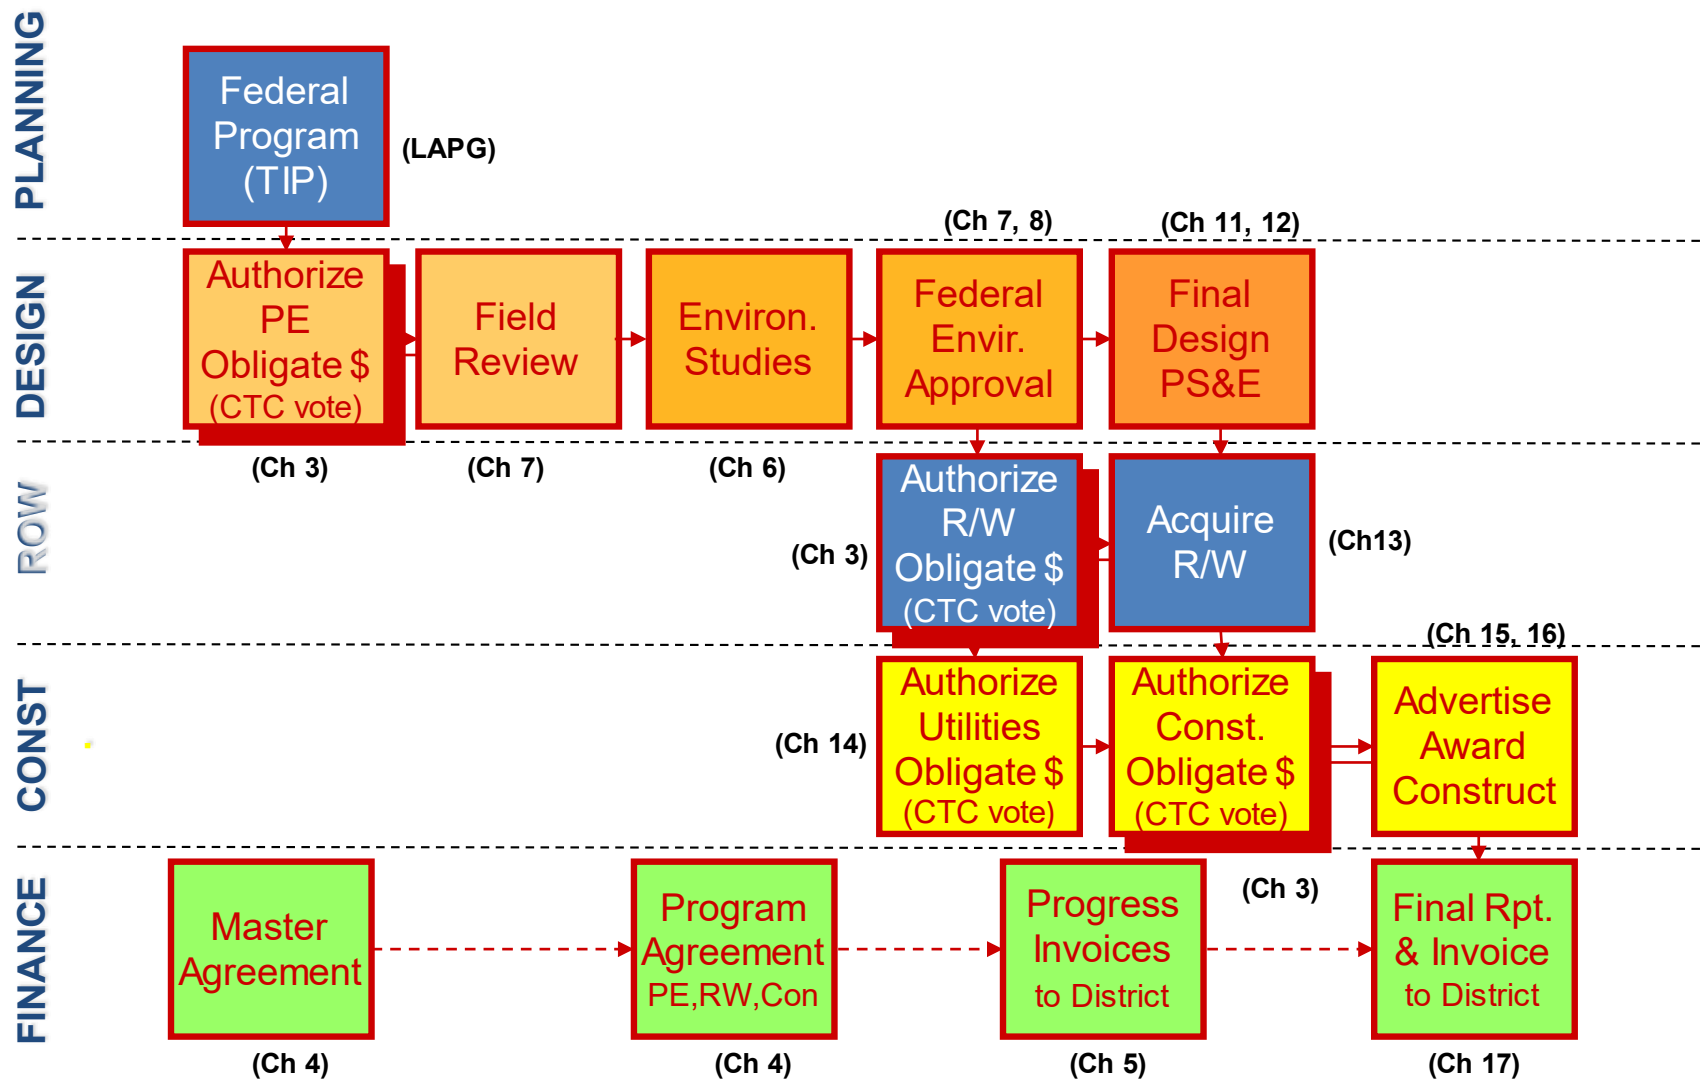 PLANNING
Federal
Program
(TIP)
(LAPG)
(Ch 7, 8)
(Ch 11, 12)
DESIGN
Authorize
PE
Obligate $
(CTC vote)
Field
Review
Environ.
Studies
Federal
Envir.
Approval
Final
Design
PS&E
(Ch 3)
(Ch 7)
(Ch 6)
ROW
(Ch 3)
Authorize
R/W
Obligate $
(CTC vote)
Acquire
R/W
(Ch13)
(Ch 15, 16)
CONST
(Ch 14)
Authorize
Utilities
Obligate $
(CTC vote)
Authorize
Const.
Obligate $
(CTC vote)
Advertise
Award
Construct
(Ch 3)
FINANCE
Master
Agreement
Program
Agreement
PE,RW,Con
Progress
Invoices
to District
Final Rpt.
& Invoice
to District
(Ch 4)
(Ch 4)
(Ch 5)
(Ch 17)